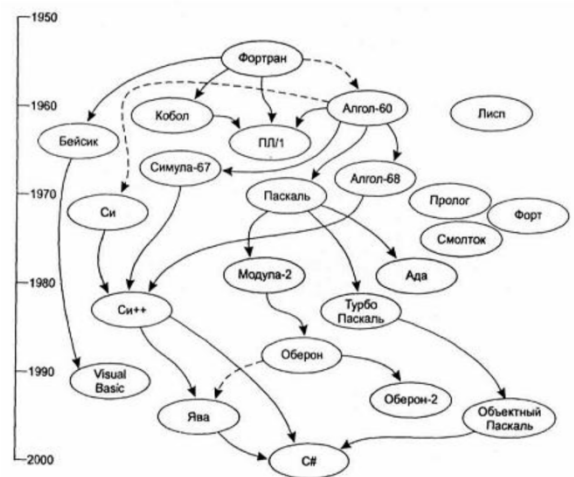 1950
Фортран
1960
Кобол
Алгол-60
Лисп
Бейсик
ПЛ/1
Симула-67
Алгол-68
1970
Паскаль
Пролог
Си
Форт
Смолток
Модула-2
Ада
1980
Си++
Турбо
Паскаль
Оберон
1990
Visual
Basic
Оберон-2
Ява
Объектный
Паскаль
2000
C#